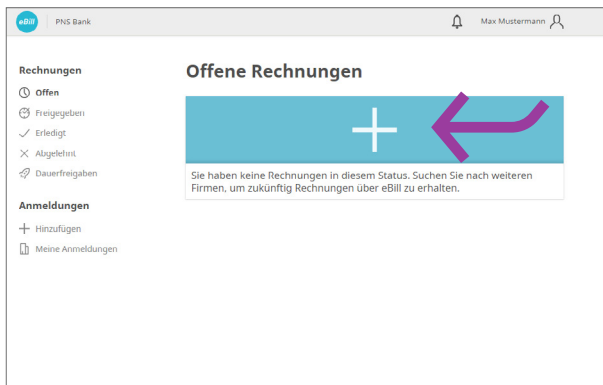 eBill PNS Bank Max Mustermann
Rechnungen
Offen
Freigegeben
Erledigt
Abgelehnt
Dauerfreigaben
Anmeldungen
Hinzufügen
Meine Anmeldungen
Offene Rechnungen
Sie haben keine Rechnungen in diesem Status. Suchen Sie nach weiteren
Firmen, um zukünftig Rechnungen über eBill zu erhalten.